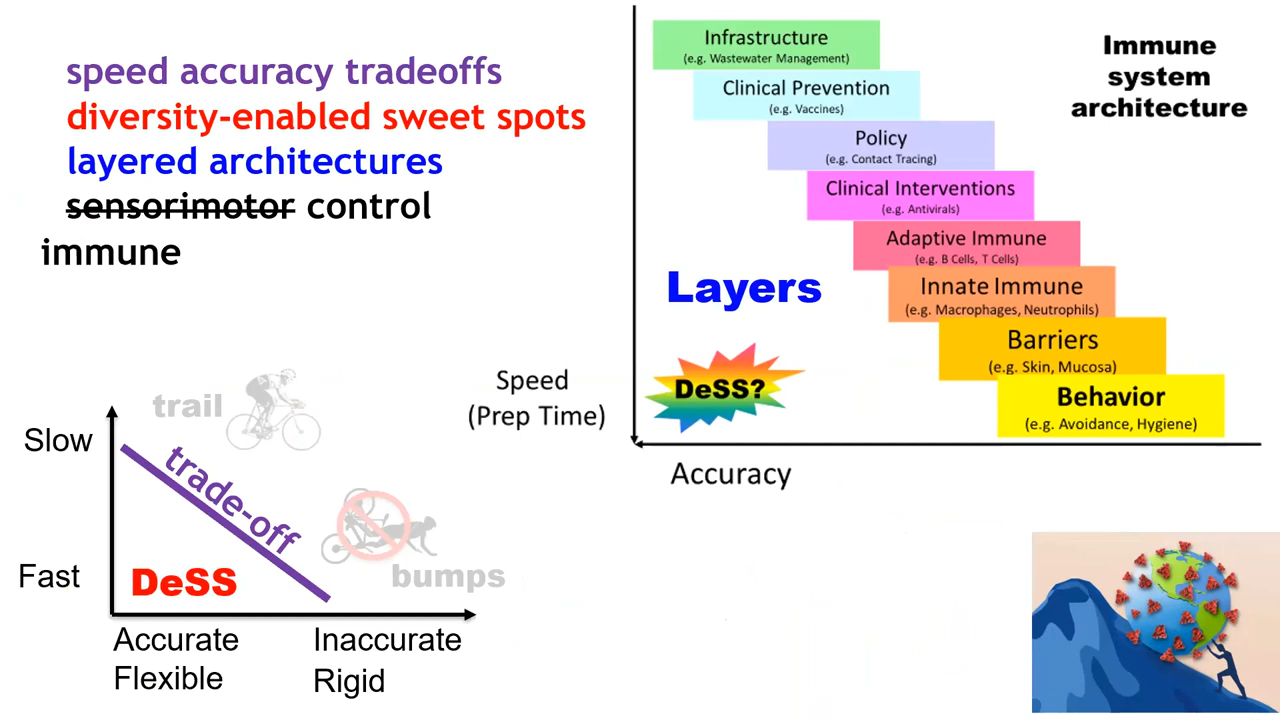 speed accuracy tradeoffs
diversity-enabled sweet spots
layered architectures
sensorimotor control
immune
Immune
system
architecture
Infrastructure
(e.g. Wastewater Management)
Clinical Prevention
(e.g. Vaccines)
Policy
(e.g. Contact Tracing)
Clinical Interventions
(e.g. Antivirals)
Adaptive Immune
(e.g. B Cells, T Cells)
Innate Immune
(e.g. Macrophages, Neutrophils)
Barriers
(e.g. Skin, Mucosa)
Behavior
(e.g. Avoidance, Hygiene)
Layers
DeSS?
Speed
(Prep Time)
Accuracy
trail
Slow
trade-off
bumps
Fast
DeSS
Accurate
Flexible
Inaccurate
Rigid